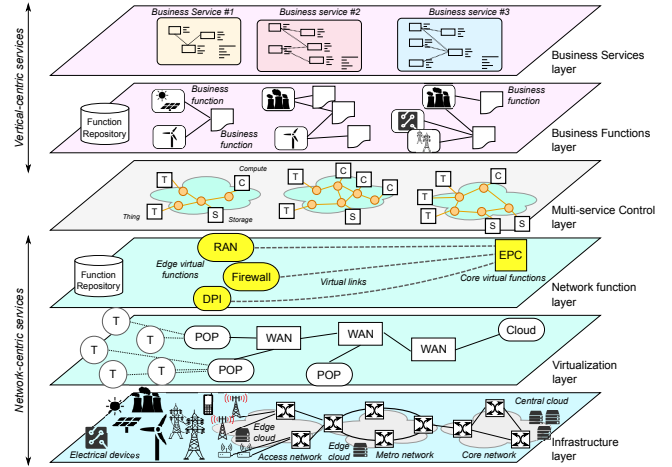 Vertical-centric services
Business Service #1
Business service #2
Business service #3
Business Services
layer
Function
Repository
Business
function
Business
function
Business
function
Business Functions
layer
T
T
Thing
Compute
C
S
Storage
T
T
C
C
C
C
S
T
T
T
C
C
S
S
Multi-service Control
layer
Network-centric services
Function
Repository
Edge virtual
functions
RAN
Firewall
DPI
Virtual links
EPC
Core virtual functions
Network function
layer
T
T
T
T
T
POP
POP
WAN
POP
WAN
WAN
Cloud
Virtualization
layer
Electrical devices
Edge
cloud
Access network
Edge
cloud
Metro network
Core network
Central cloud
Infrastructure
layer